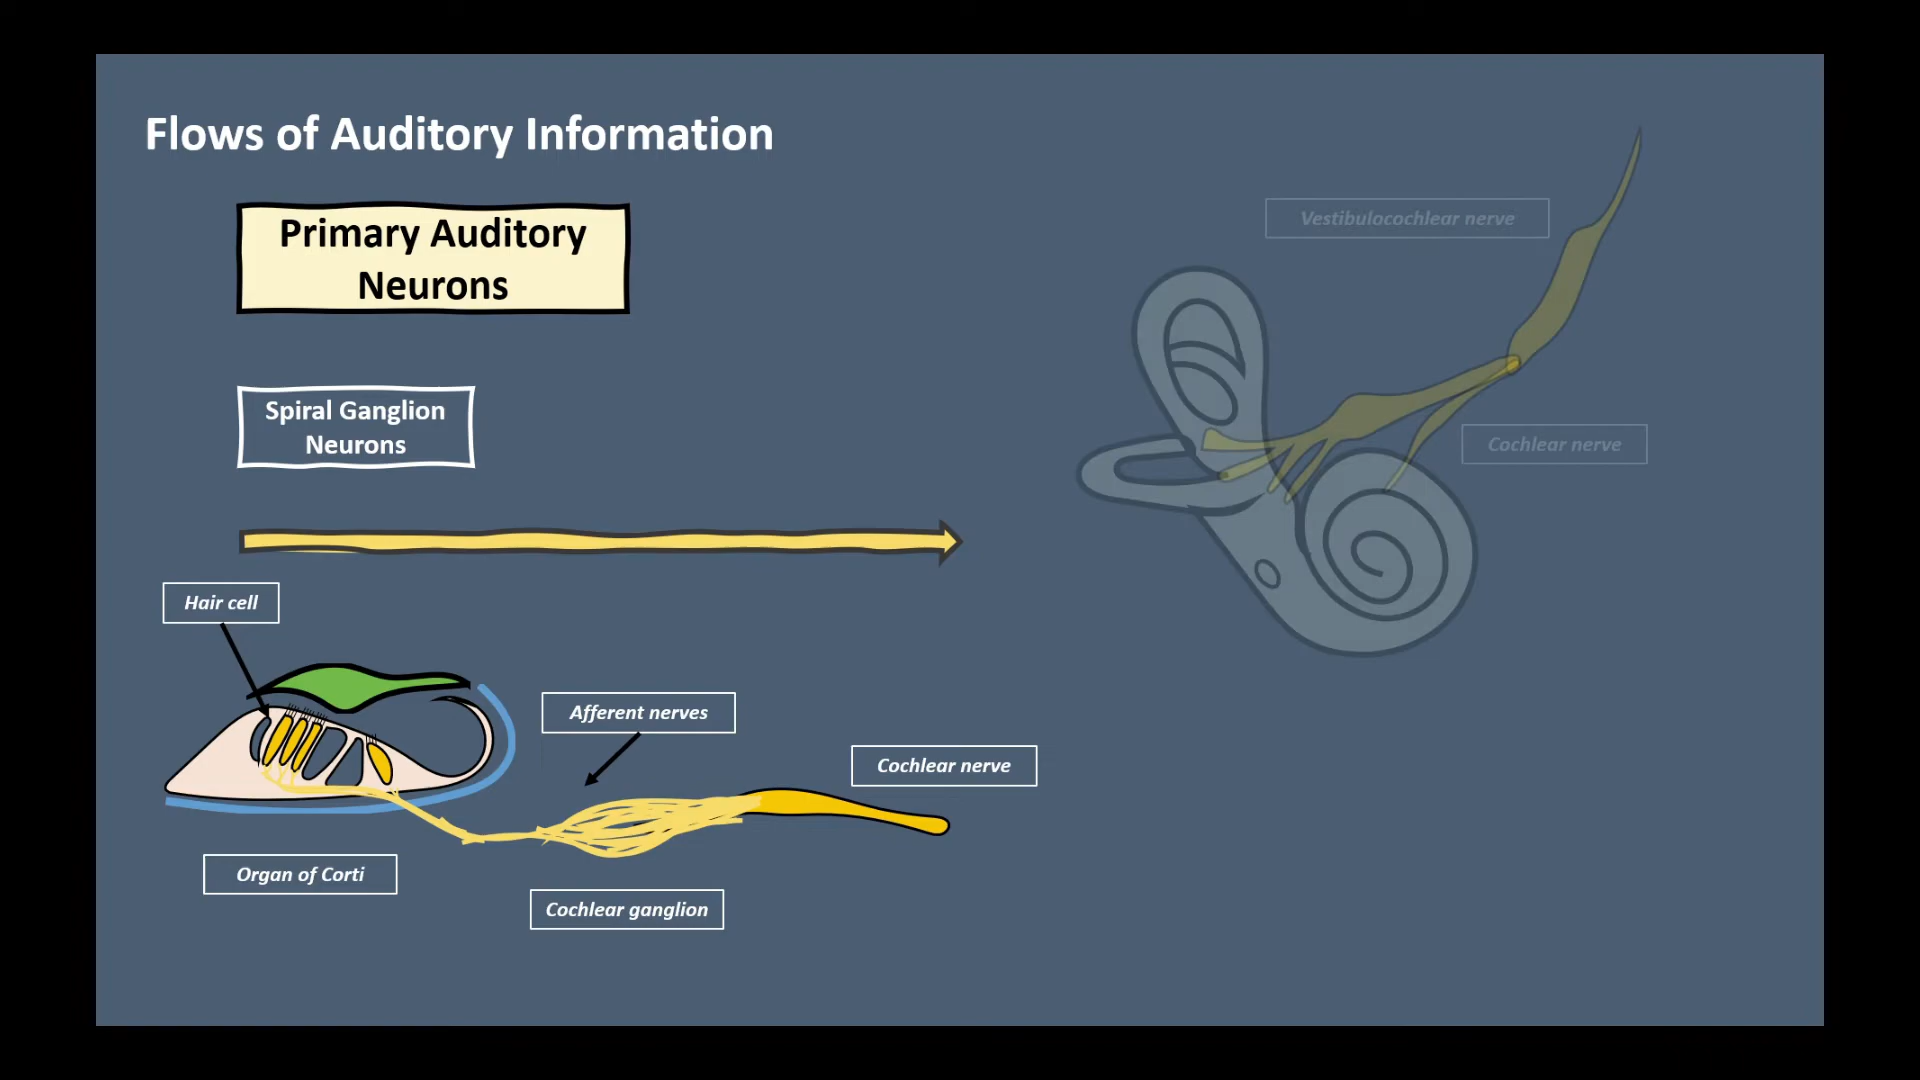 Flows of Auditory Information
Primary Auditory
Neurons
Vestibulocochlear nerve
Spiral Ganglion
Neurons
Cochlear nerve
Hair cell
Afferent nerves
Cochlear nerve
Organ of Corti
Cochlear ganglion